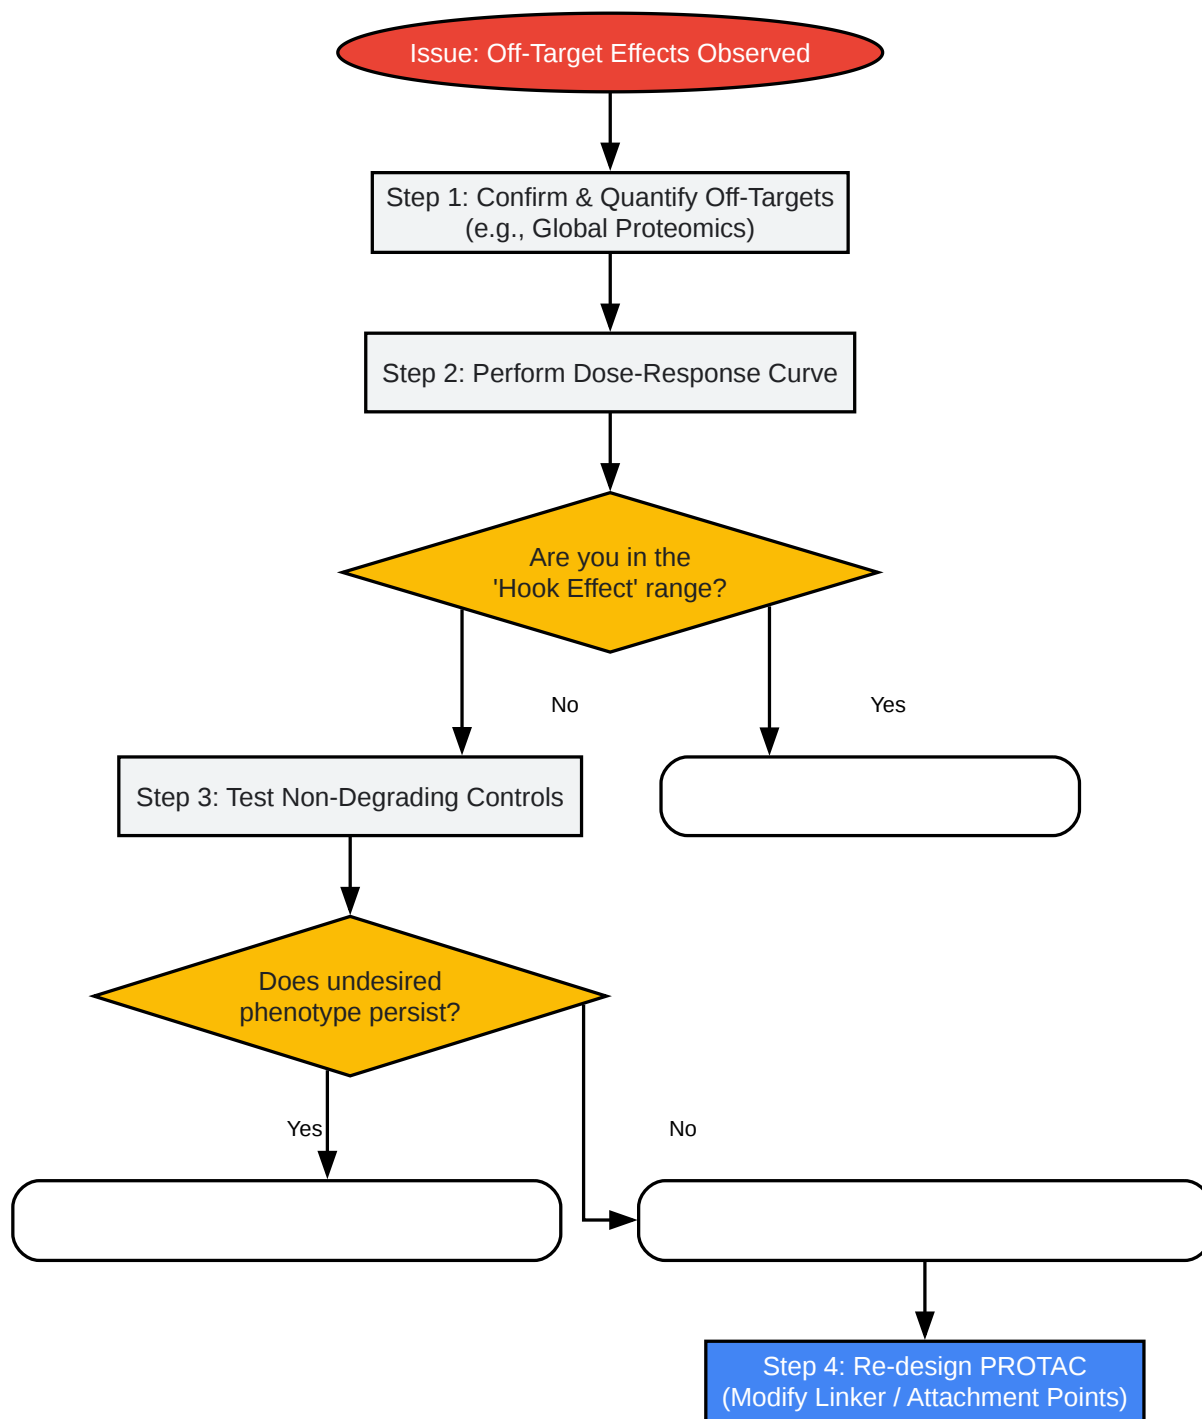 Issue: Off-Target Effects Observed
Step 1: Confirm & Quantify Off-Targets
(e.g., Global Proteomics)
Step 2: Perform Dose-Response Curve
Are you in the
'Hook Effect' range?
No
Yes
Step 3: Test Non-Degrading Controls
Does undesired
phenotype persist?
Yes
No
Step 4: Re-design PROTAC
(Modify Linker / Attachment Points)